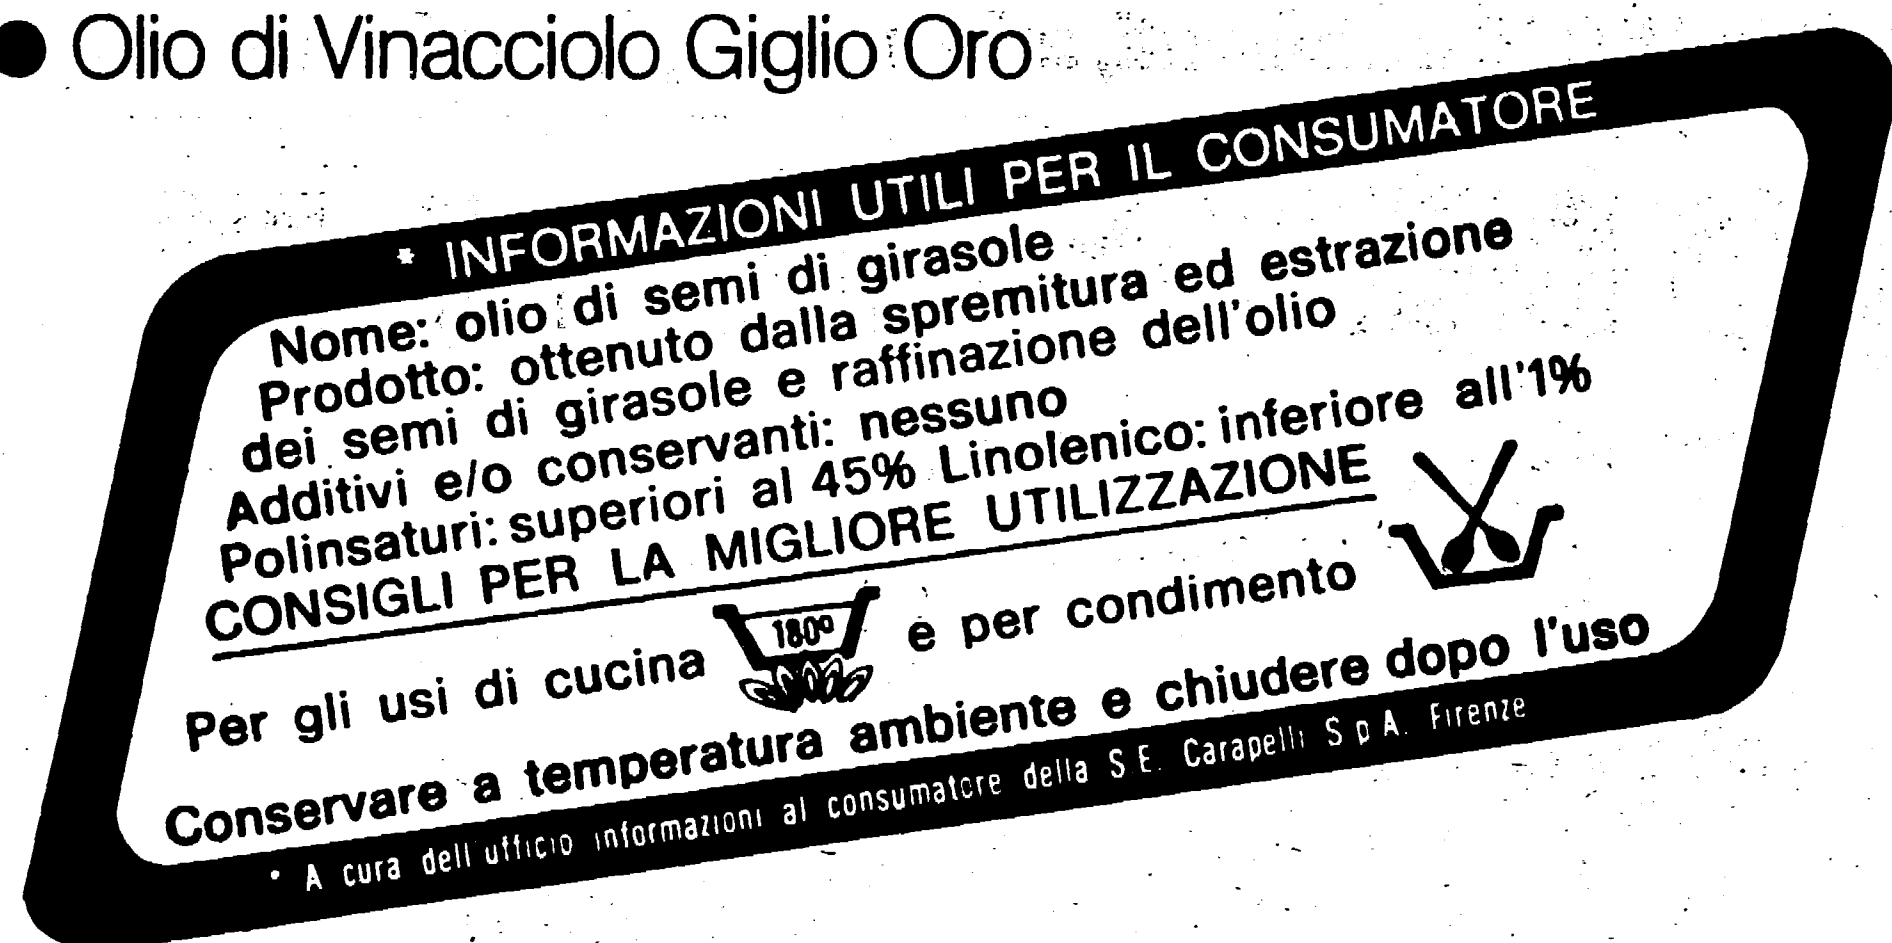 ● Olio di Vinacciolo Giglio Oro
* INFORMAZIONI UTILI PER IL CONSUMATORE
Nome: olio di semi di girasole
Prodotto: ottenuto dalla spremitura ed estrazione
dei semi di girasole e raffinazione dell'olio
Additivi e/o conservanti: nessuno
Polinsaturi: superiori al 45% Linolenico: inferiore all'1%
CONSIGLI PER LA MIGLIORE UTILIZZAZIONE
Per gli usi di cucina 180° e per condimento
Conservare a temperatura ambiente e chiudere dopo l'uso
* A cura dell'ufficio informazioni al consumatore della S.E. Carapelli S.p.A. Firenze